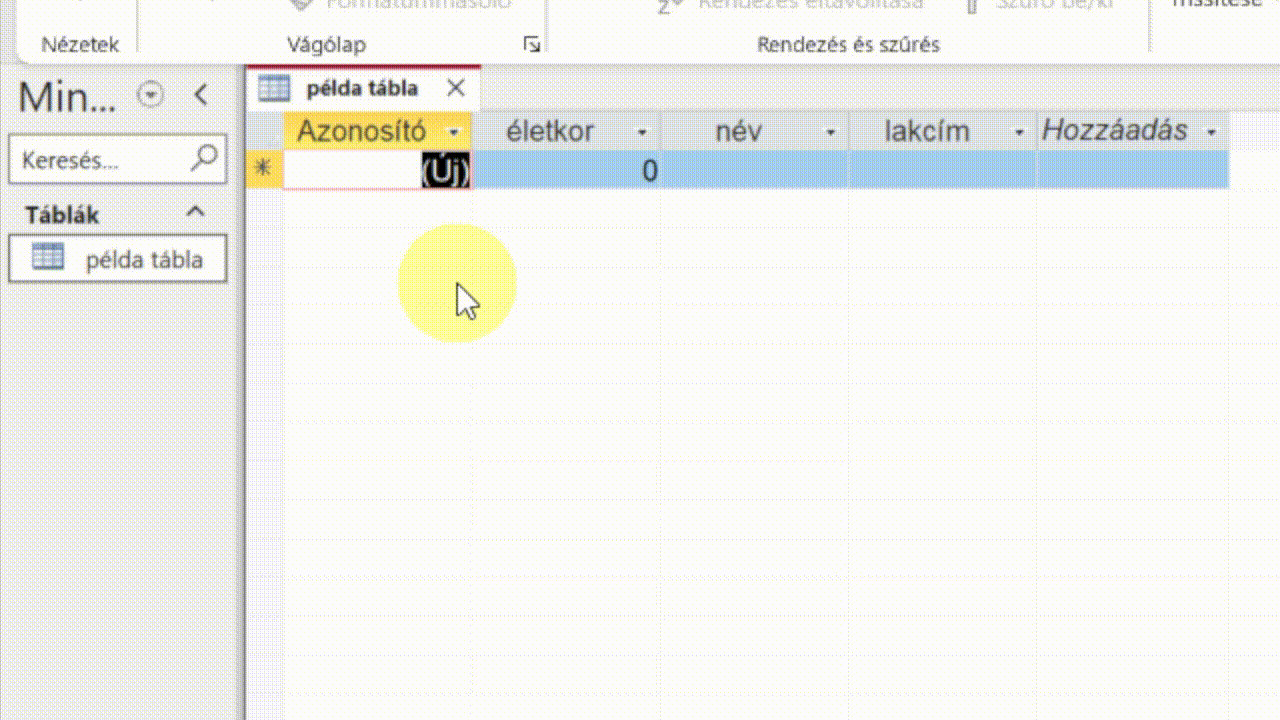 Formátummásoló
Rendezés eltávolítása
Szűrő be/ki
Nézetek
Vágólap
Rendezés és szűrés
Min...
példa tábla
Azonosító
életkor
név
lakcím
Hozzáadás
Keresés...
(Új)
0
Táblák
példa tábla